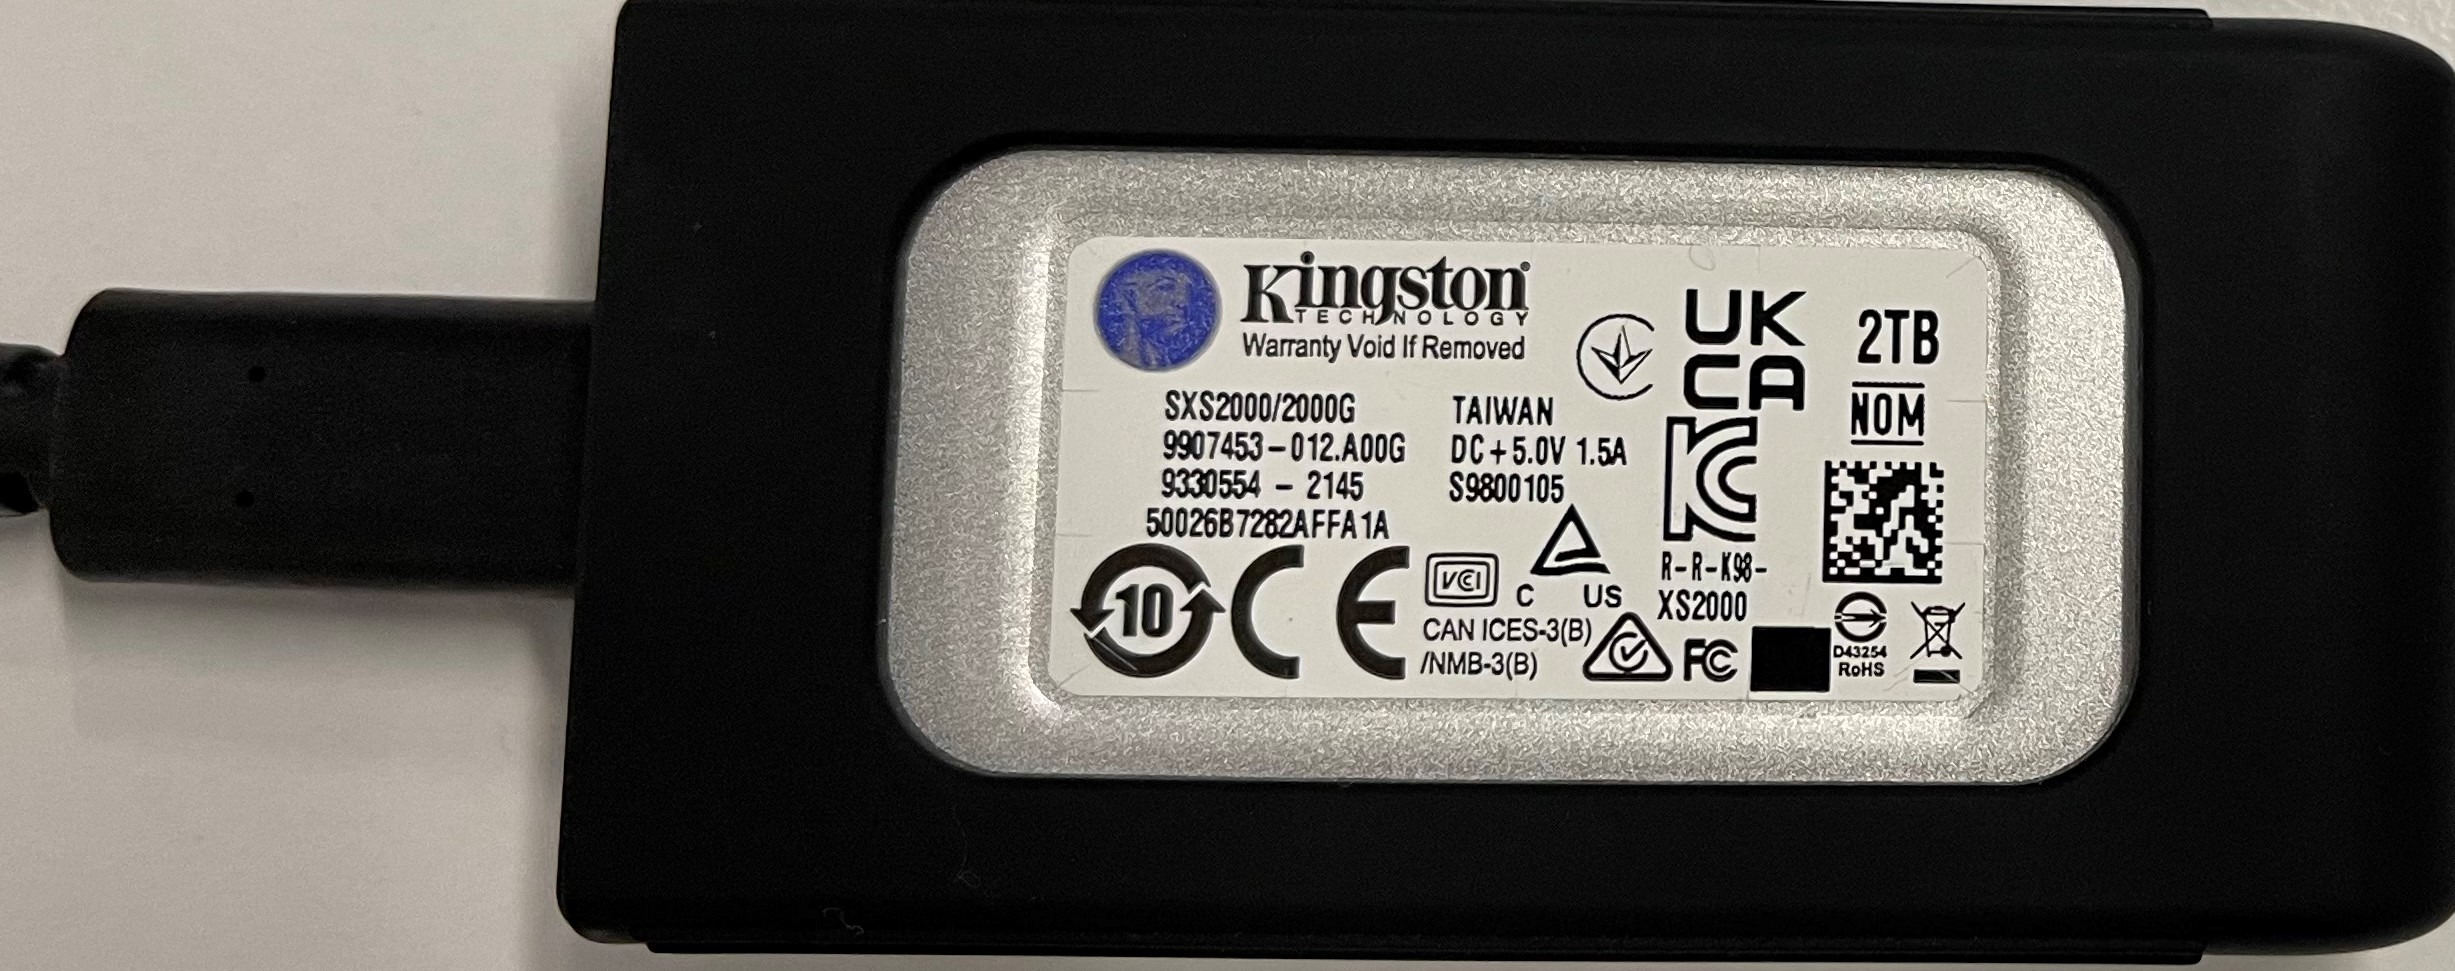 Kingston
TECHNOLOGY
Warranty Void If Removed
UK
CA
2TB
NOM
SXS2000/2000G
9907453-012.A00G
9330554 - 2145
50026B7282AFFA1A
TAIWAN
DC+5.0V 1.5A
S9800105
KC
R-R-K98-
XS2000
10
CE
VCI
C US
CAN ICES-3(B)
/NMB-3(B)
FC
D43254
RoHS